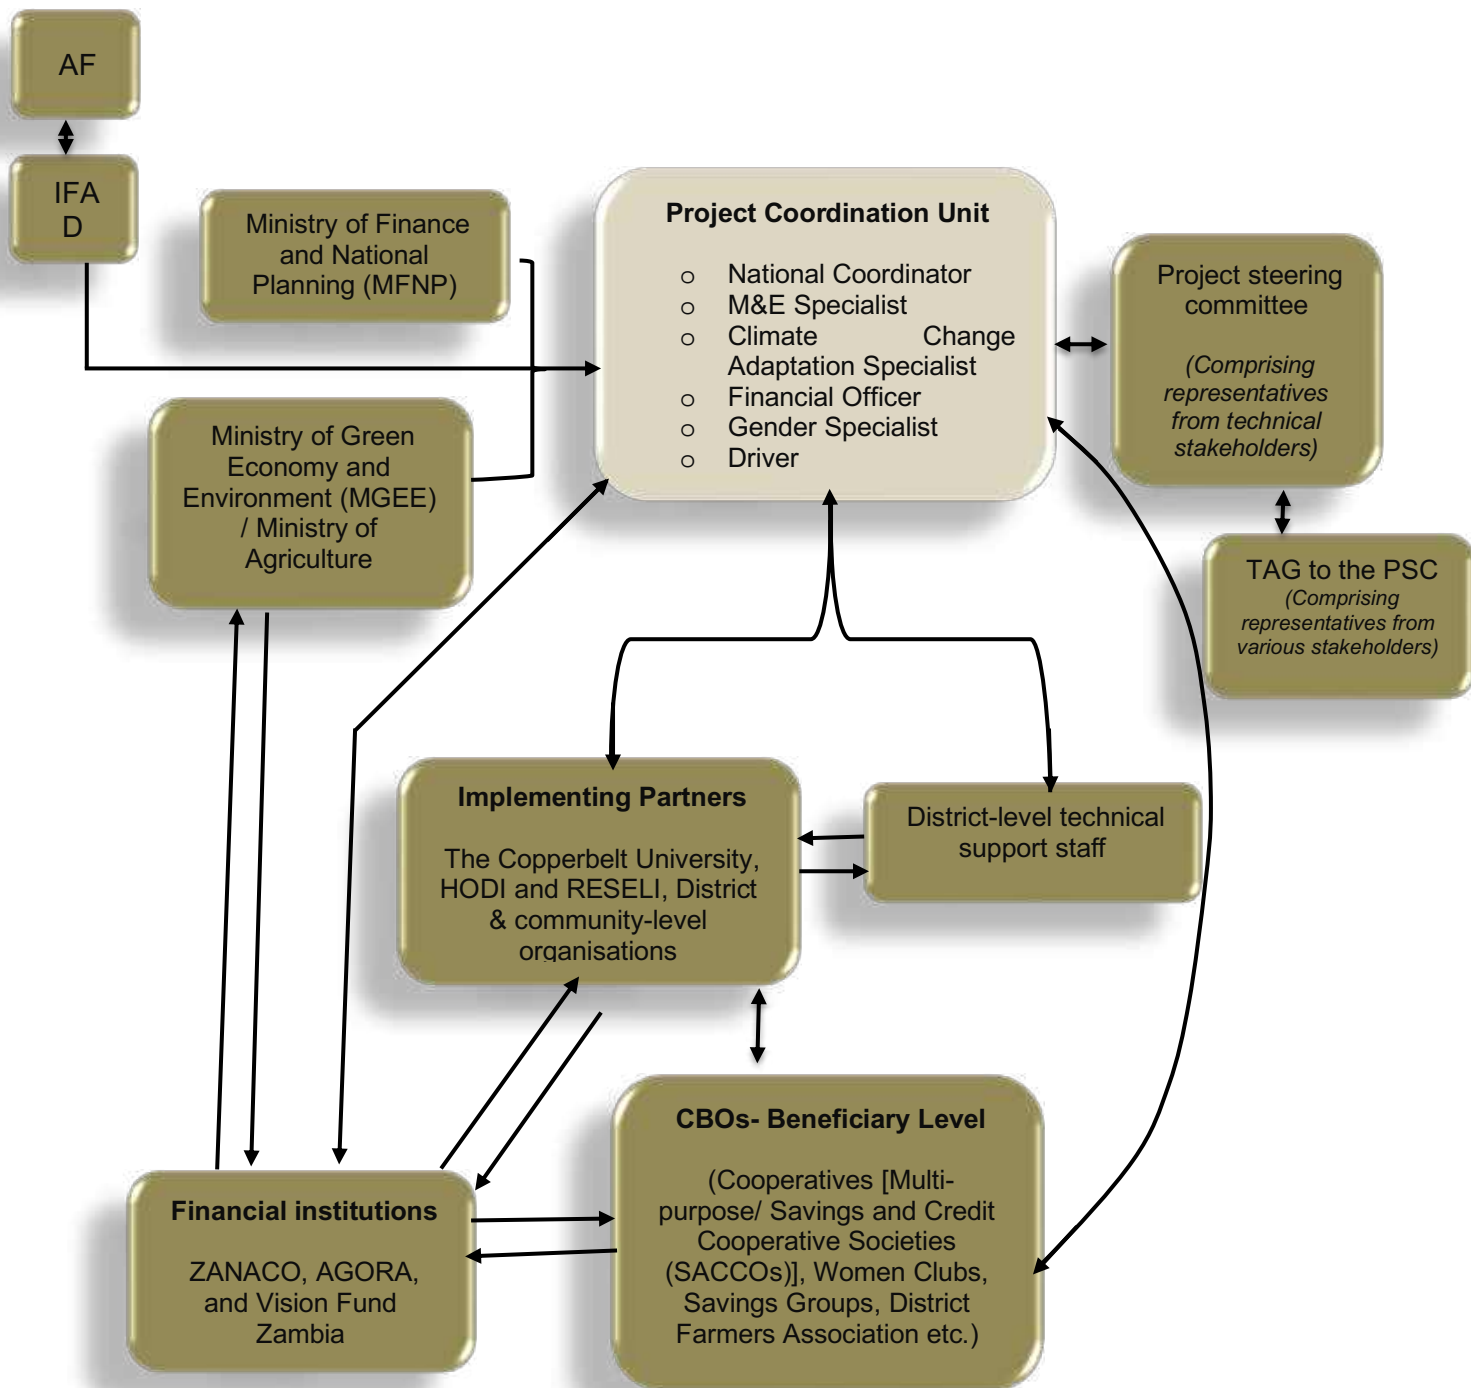 AF
IFA
D
Ministry of Finance
and National
Planning (MFNP)
Project Coordination Unit
o National Coordinator
o M&E Specialist
o Climate Change
Adaptation Specialist
o Financial Officer
o Gender Specialist
o Driver
Project steering
committee
(Comprising
representatives
from technical
stakeholders)
Ministry of Green
Economy and
Environment (MGEE)
/ Ministry of
Agriculture
TAG to the PSC
(Comprising
representatives from
various stakeholders)
Implementing Partners
The Copperbelt University,
HODI and RESELI, District
& community-level
organisations
District-level technical
support staff
CBOs- Beneficiary Level
(Cooperatives [Multi-
purpose/ Savings and Credit
Cooperative Societies
(SACCOs)], Women Clubs,
Savings Groups, District
Farmers Association etc.)
Financial institutions
ZANACO, AGORA,
and Vision Fund
Zambia